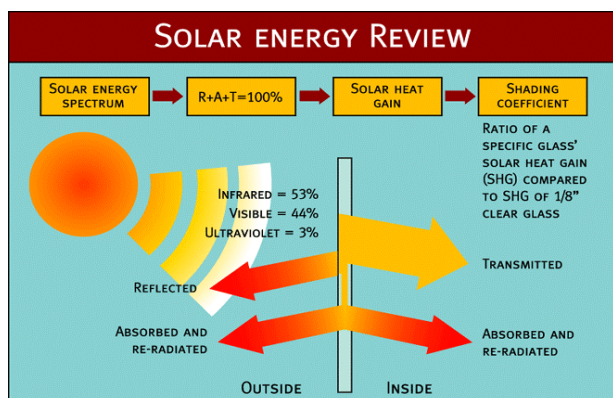 SOLAR ENERGY REVIEW
SOLAR ENERGY
SPECTRUM
R+A+T=100%
SOLAR HEAT
GAIN
SHADING
COEFFICIENT
RATIO OF A
SPECIFIC GLASS'
SOLAR HEAT GAIN
(SHG) COMPARED
TO SHG OF 1/8"
CLEAR GLASS
INFRARED = 53%
VISIBLE = 44%
ULTRAVIOLET = 3%
REFLECTED
TRANSMITTED
ABSORBED AND
RE-RADIATED
ABSORBED AND
RE-RADIATED
OUTSIDE
INSIDE